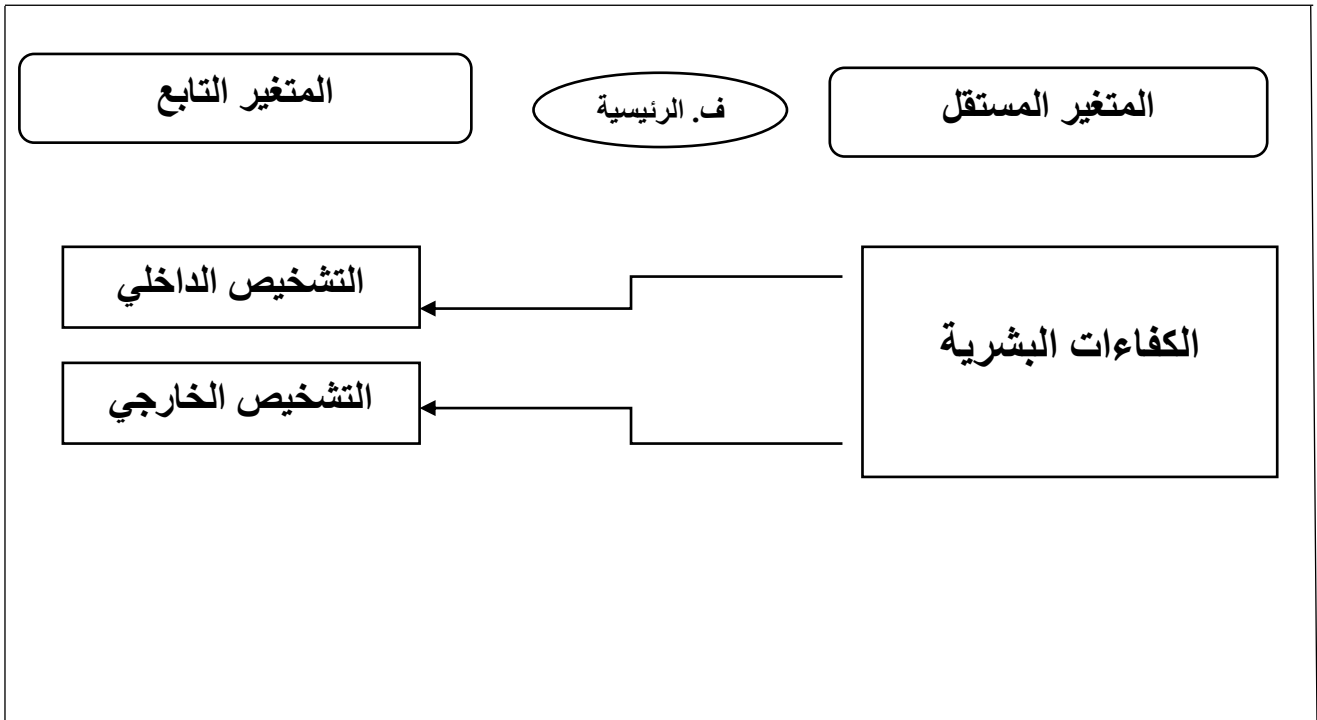 المتغير المستقل
ف. الرئيسية
المتغير التابع
الكفاءات البشرية
التشخيص الداخلي
التشخيص الخارجي